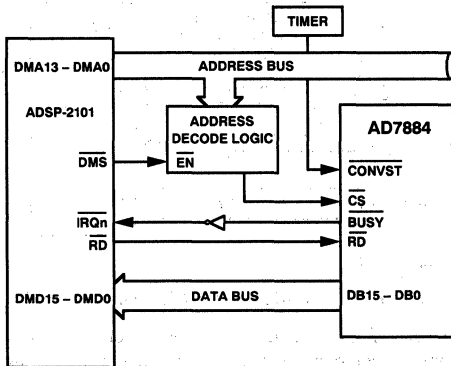 TIMER
DMA13 – DMA0
ADDRESS BUS
ADSP-2101
ADDRESS
DECODE LOGIC
AD7884
DMS
EN
CONVST
CS
IRQn
BUSY
RD
RD
DMD15 – DMD0
DATA BUS
DB15 – DB0